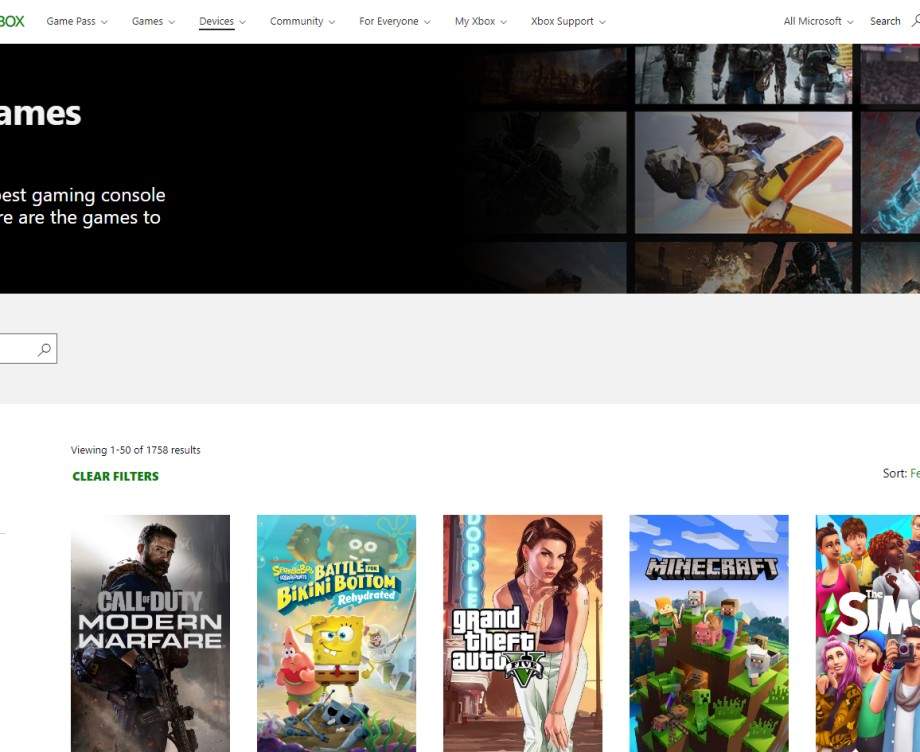 BOX Game Pass Games Devices Community For Everyone My Xbox Xbox Support All Microsoft Search
ames
est gaming console
re are the games to
Viewing 1-50 of 1758 results
CLEAR FILTERS
Sort: Fe
CALL OF DUTY
MODERN
WARFARE
SpongeBob
SQUAREPANTS
BATTLE FOR
BIKINI BOTTOM
Rehydrated
DOPPLE
grand
theft
auto
V
FIVE
MINECRAFT
The
SIMS